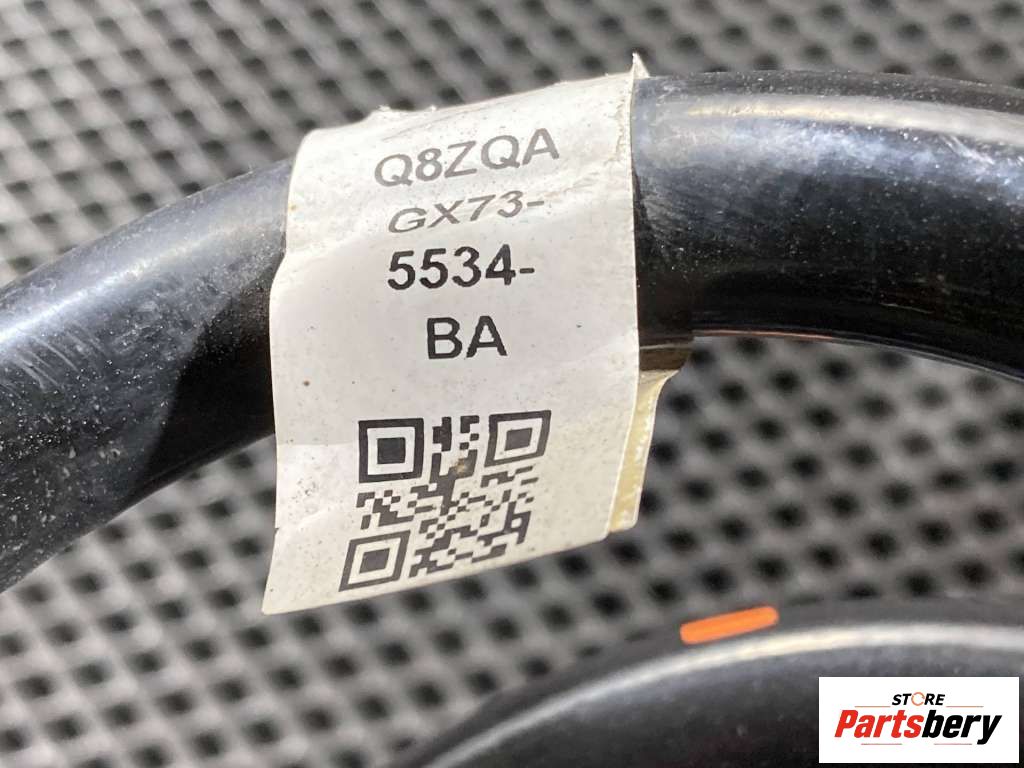 Q8ZQA
GX73-
5534-
BA
STORE
Partsbery